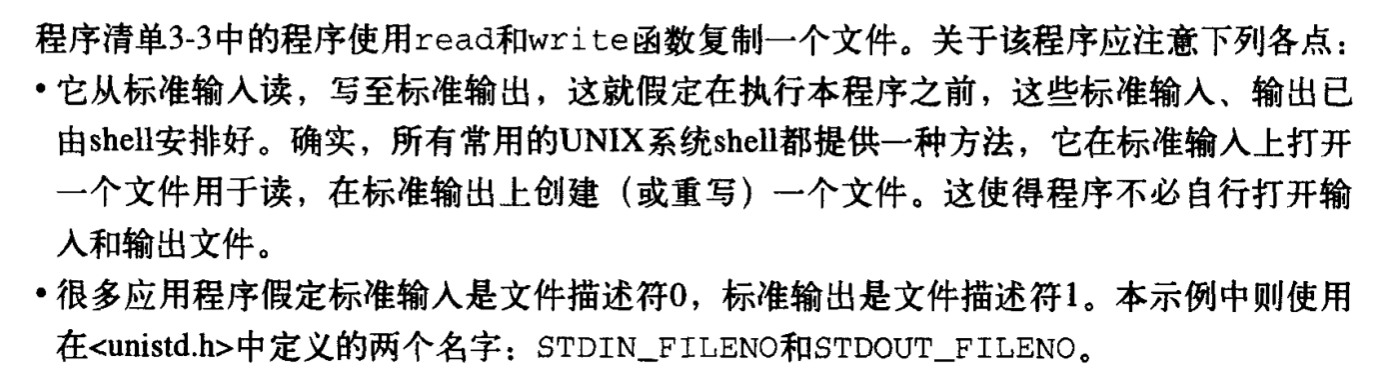 程序清单3-3中的程序使用read和write函数复制一个文件。关于该程序应注意下列各点：
• 它从标准输入读，写至标准输出，这就假定在执行本程序之前，这些标准输入、输出已
由shell安排好。确实，所有常用的UNIX系统shell都提供一种方法，它在标准输入上打开
一个文件用于读，在标准输出上创建（或重写）一个文件。这使得程序不必自行打开输
入和输出文件。
• 很多应用程序假定标准输入是文件描述符0，标准输出是文件描述符1。本示例中则使用
在<unistd.h>中定义的两个名字：STDIN_FILENO和STDOUT_FILENO。